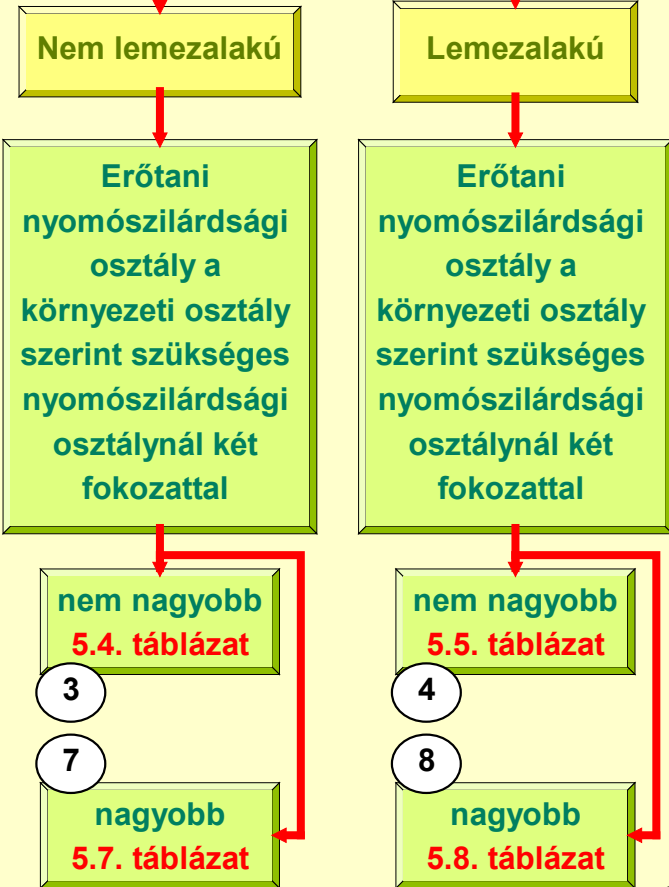 Nem lemezalakú
Erőtani
nyomószilárdsági
osztály a
környezeti osztály
szerint szükséges
nyomószilárdsági
osztálynál két
fokozattal
nem nagyobb
5.4. táblázat
3
7
nagyobb
5.7. táblázat
Lemezalakú
Erőtani
nyomószilárdsági
osztály a
környezeti osztály
szerint szükséges
nyomószilárdsági
osztálynál két
fokozattal
nem nagyobb
5.5. táblázat
4
8
nagyobb
5.8. táblázat